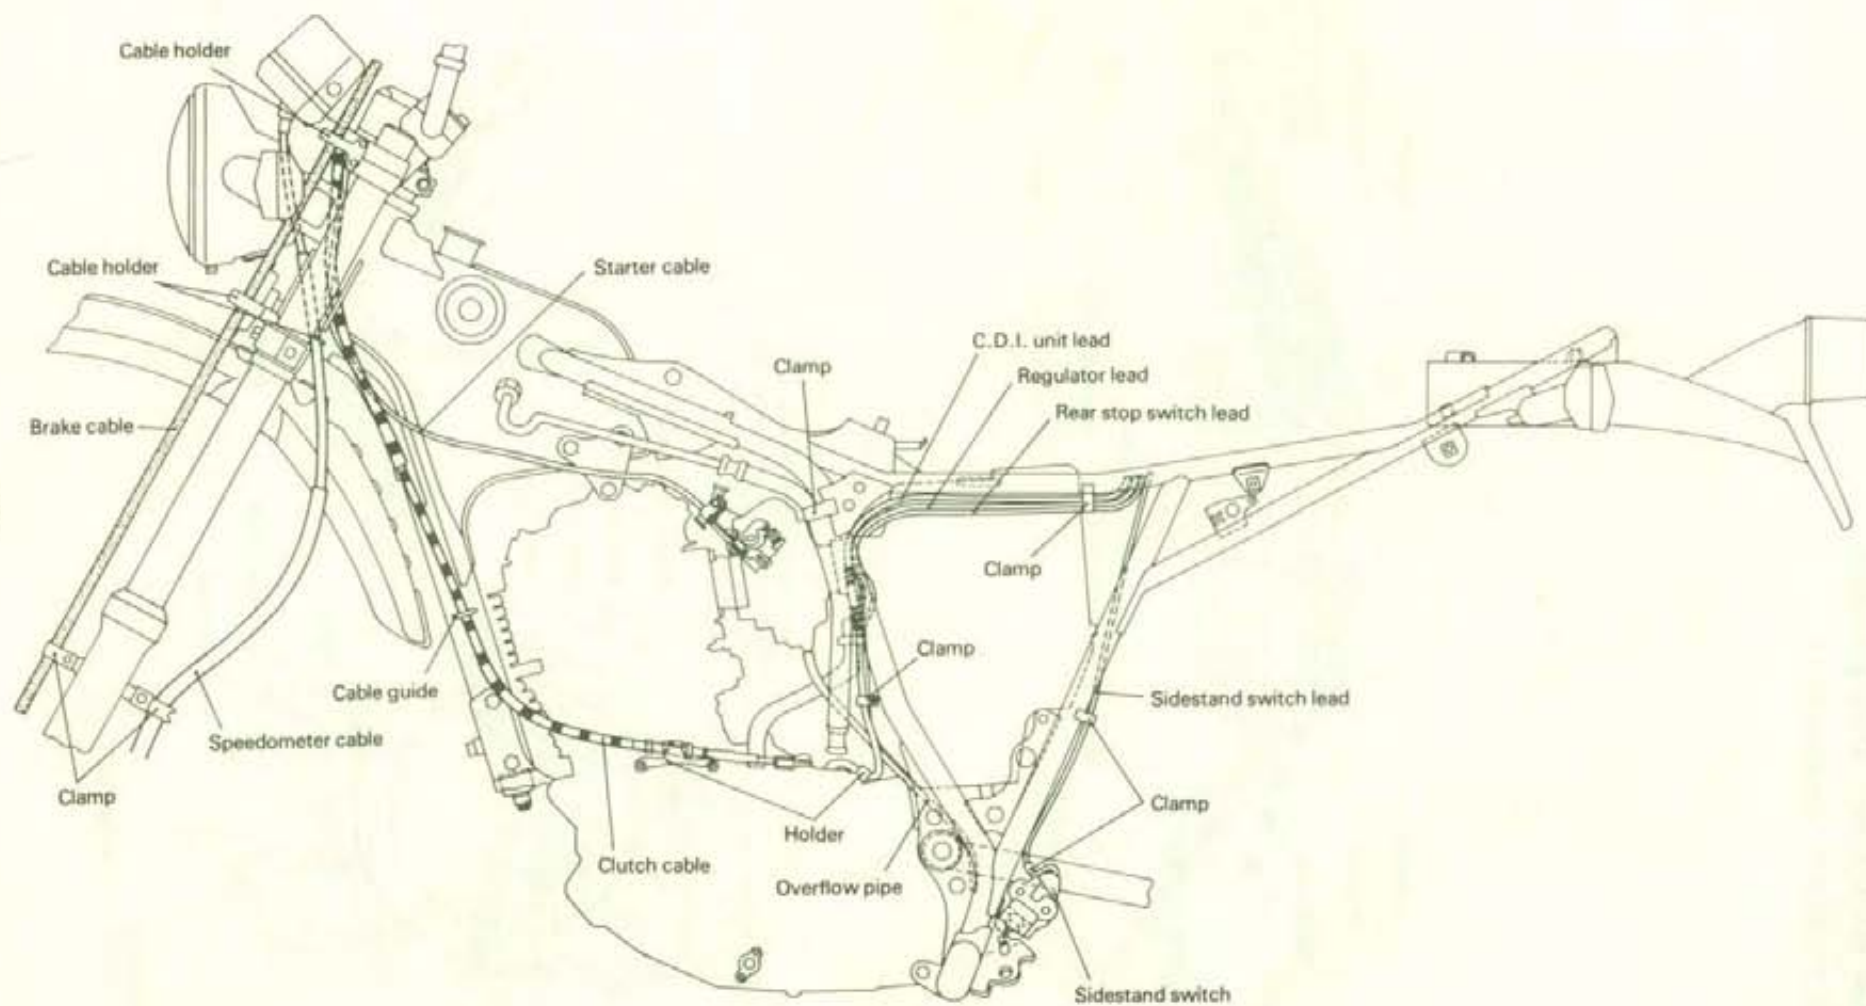 Cable holder
Cable holder
Starter cable
C.D.I. unit lead
Clamp
Regulator lead
Rear stop switch lead
Brake cable
Clamp
Clamp
Cable guide
Sidestand switch lead
Speedometer cable
Clamp
Clamp
Holder
Clutch cable
Overflow pipe
Sidestand switch